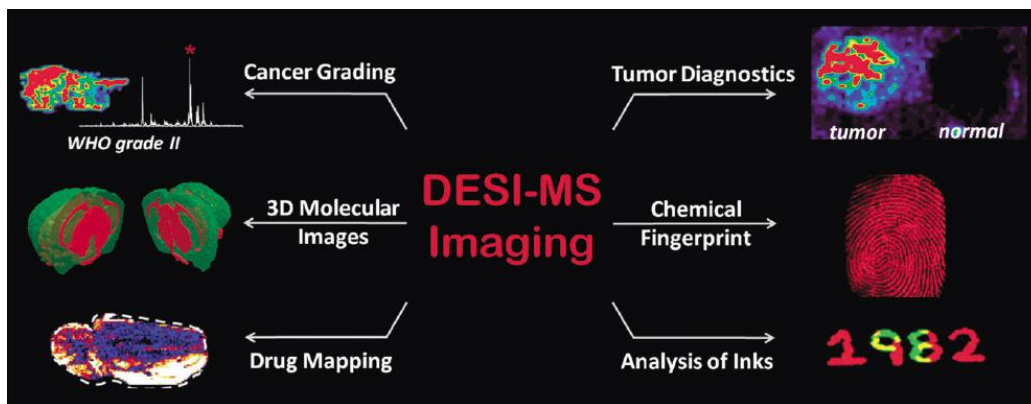 *
Cancer Grading
WHO grade II
Tumor Diagnostics
tumor normal
DESI-MS
Imaging
3D Molecular
Images
Chemical
Fingerprint
Drug Mapping
Analysis of Inks
1982